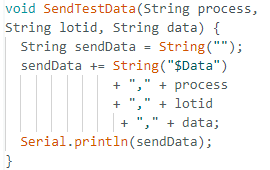 void SendTestData(String process,
String lotid, String data) {
  String sendData = String("");
  sendData += String("$Data")
              + "," + process
              + "," + lotid
               + "," + data;
  Serial.println(sendData);
}